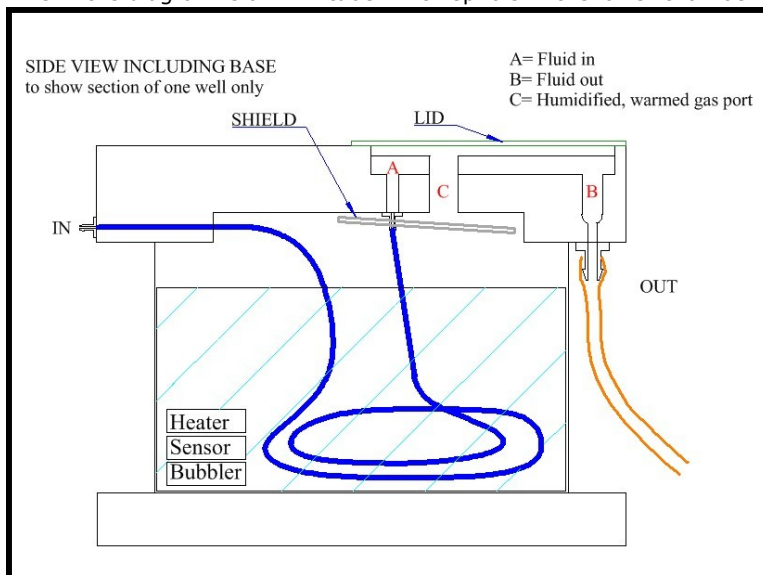 SIDE VIEW INCLUDING BASE
to show section of one well only
A= Fluid in
B= Fluid out
C= Humidified, warmed gas port
SHIELD
LID
A
C
B
IN
OUT
Heater
Sensor
Bubbler